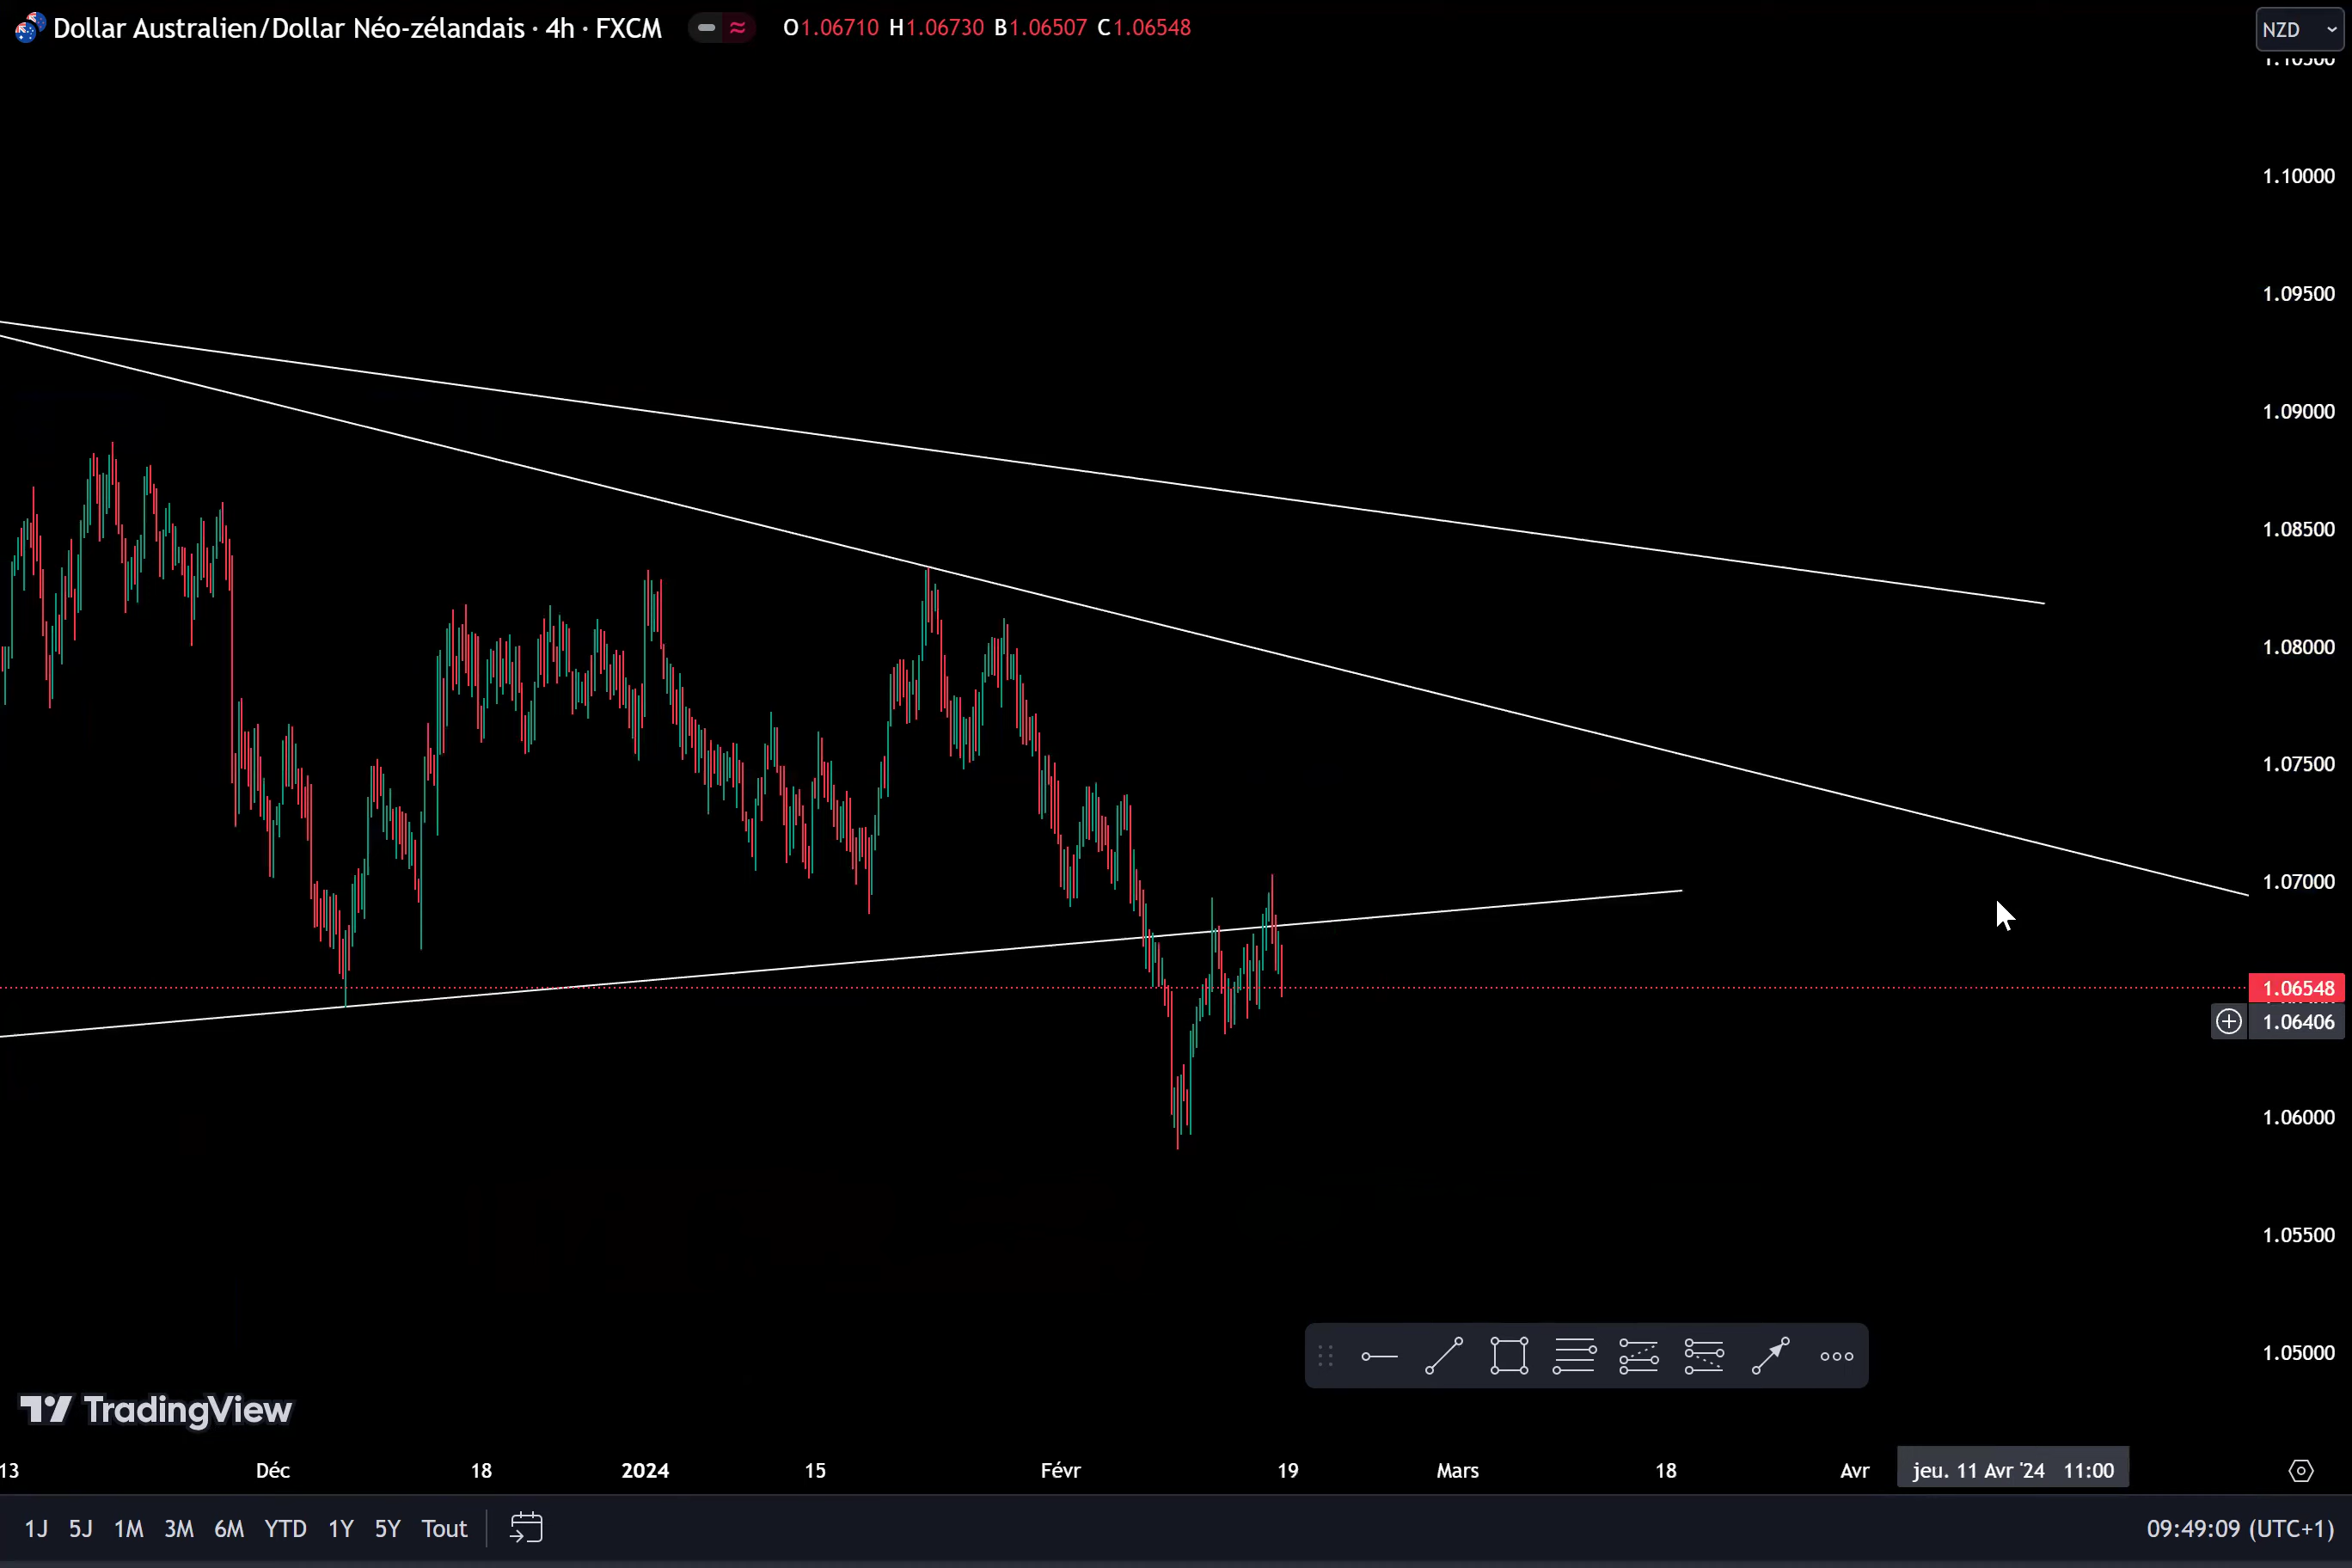 Dollar Australien/Dollar Néo-zélandais · 4h · FXCM O1.06710 H1.06730 B1.06507 C1.06548
NZD
1.10000
1.09500
1.09000
1.08500
1.08000
1.07500
1.07000
1.06548
1.06406
1.06000
1.05500
1.05000
TradingView
13 Déc 18 2024 15 Févr 19 Mars 18 Avr jeu. 11 Avr '24 11:00
1J 5J 1M 3M 6M YTD 1Y 5Y Tout 09:49:09 (UTC+1)